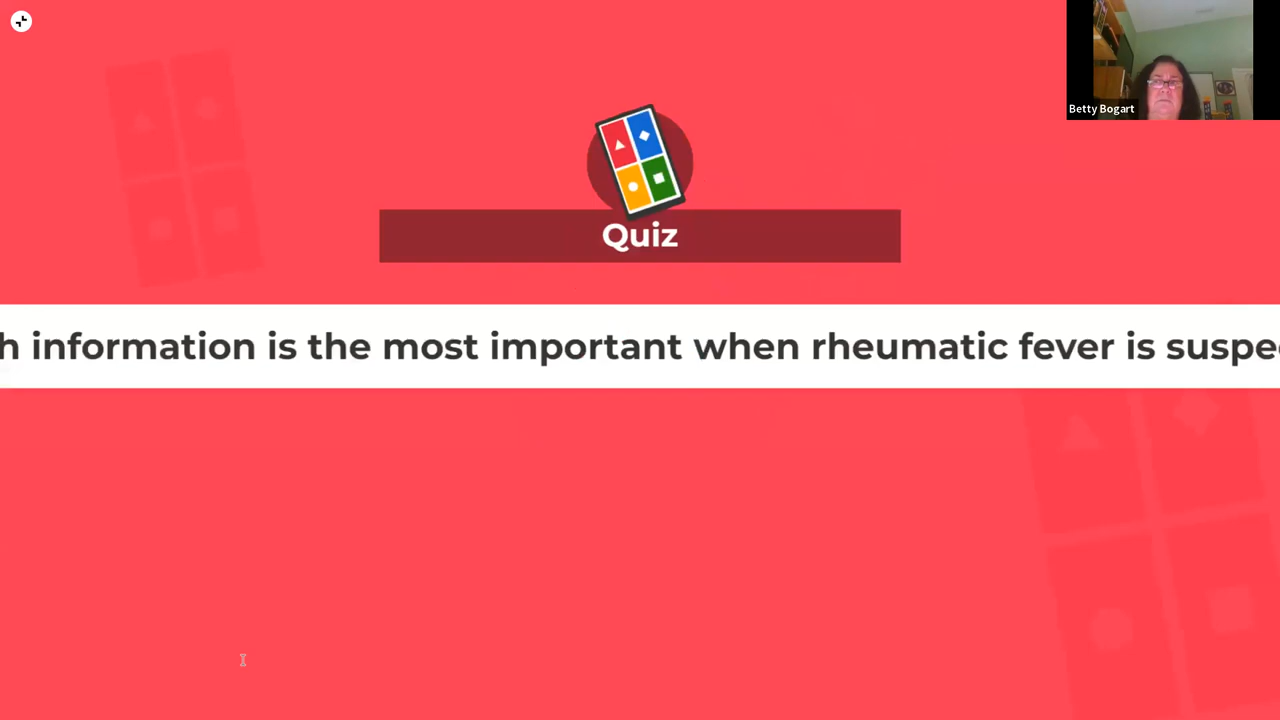 Betty Bogart
Quiz
h information is the most important when rheumatic fever is suspe